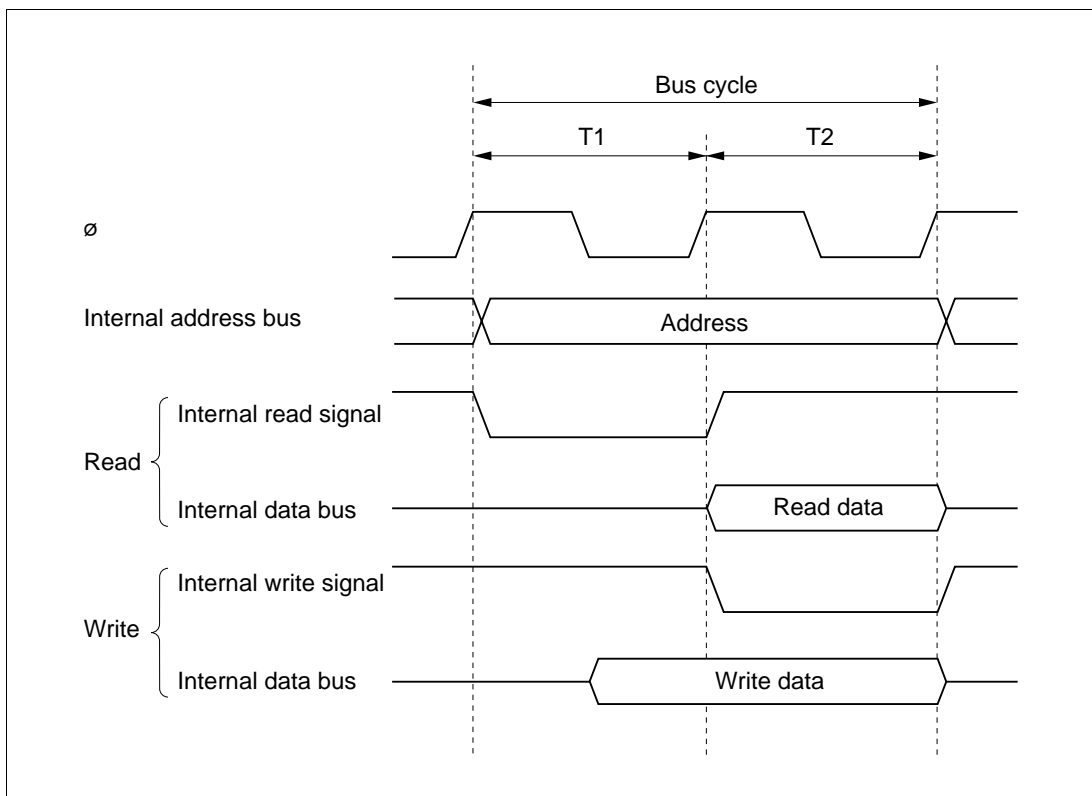 Bus cycle
T1
T2
ø
Internal address bus
Address
Internal read signal
Read
Internal data bus
Read data
Internal write signal
Write
Internal data bus
Write data